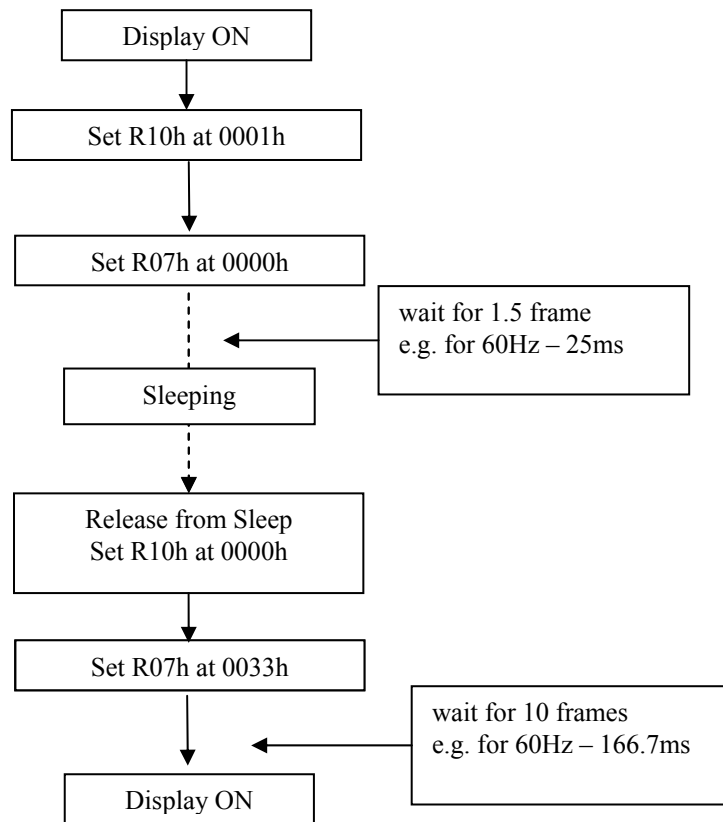 Display ON
Set R10h at 0001h
Set R07h at 0000h
wait for 1.5 frame
e.g. for 60Hz – 25ms
Sleeping
Release from Sleep
Set R10h at 0000h
Set R07h at 0033h
wait for 10 frames
e.g. for 60Hz – 166.7ms
Display ON